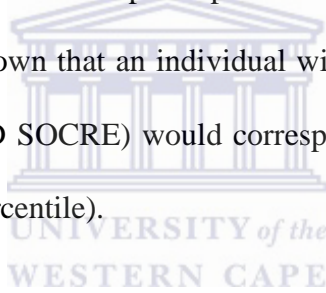 own that an individual wi
SOCRE) would corresp
rcentile).
UNIVERSITY of the
WESTERN CAPE